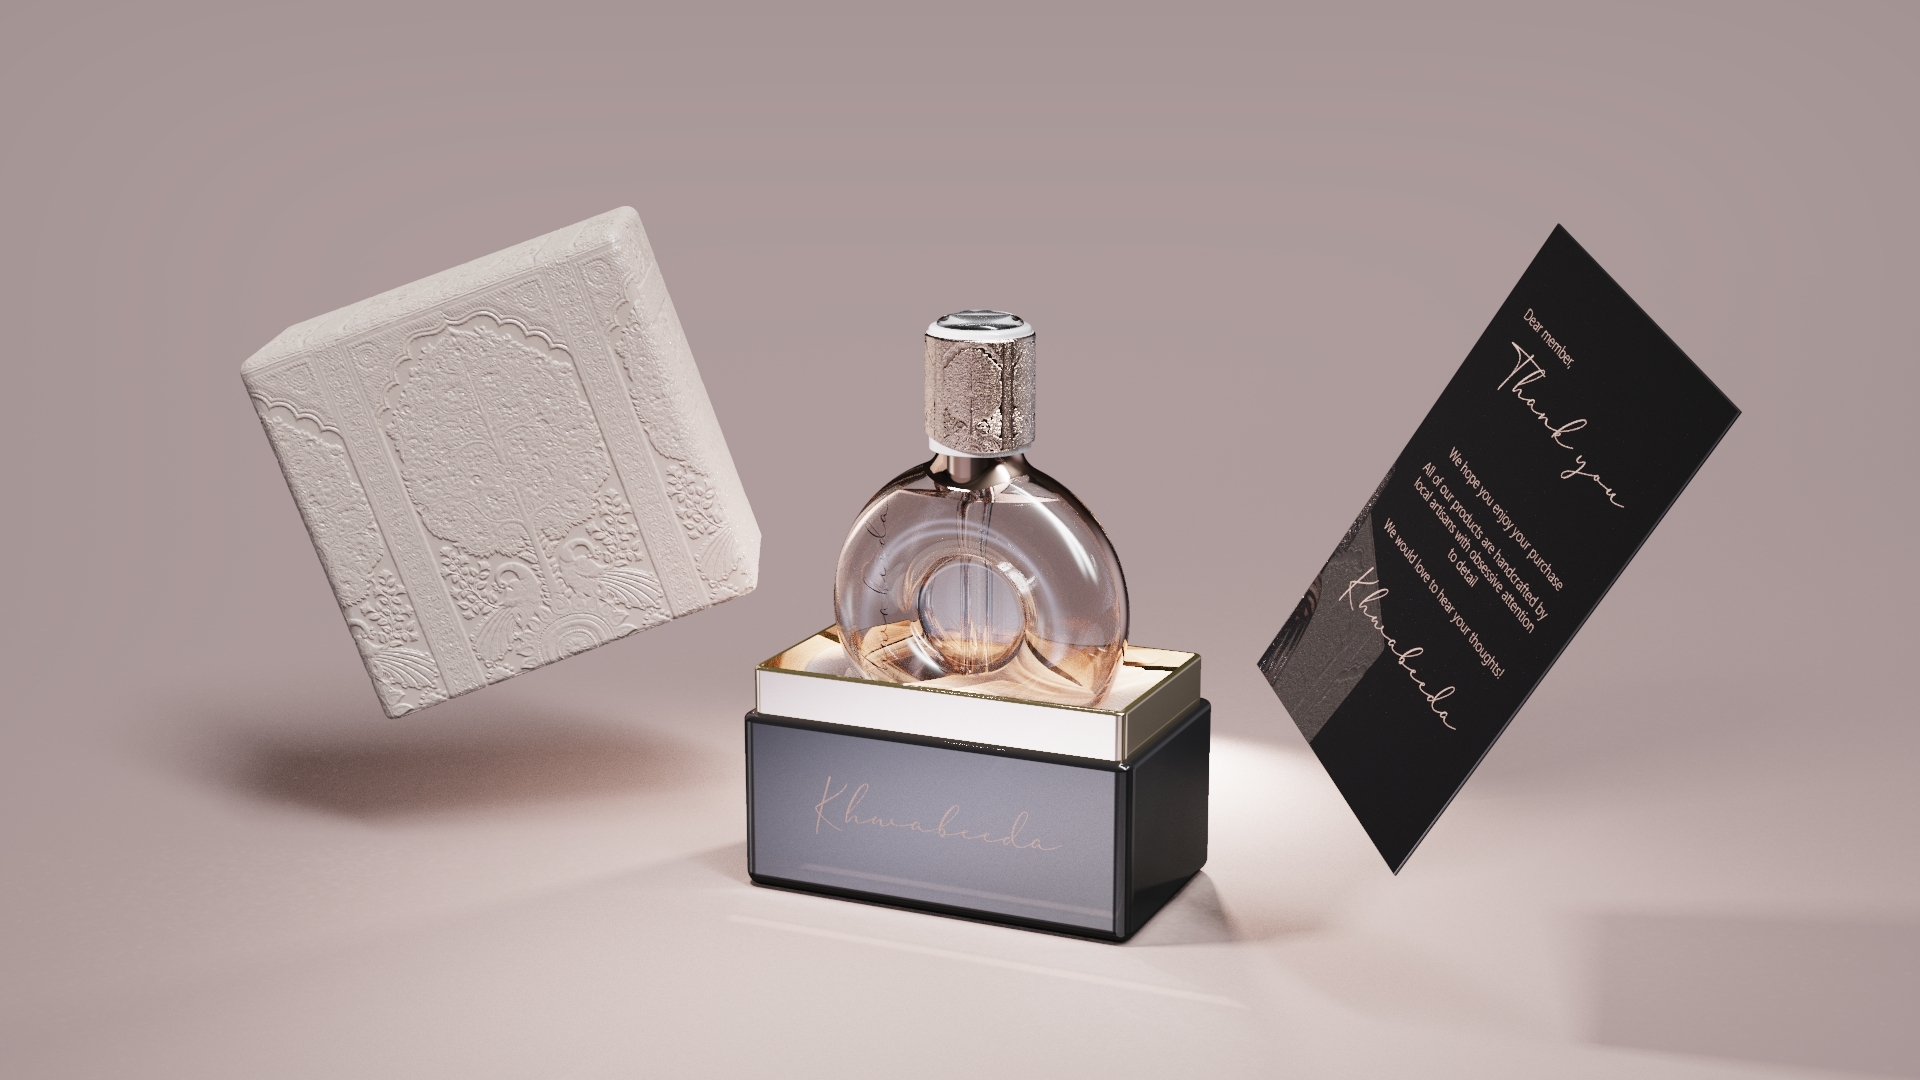 Khwabeeda
Dear member,
Thank you
We hope you enjoy your purchase
All of our products are handcrafted by
local artisans with obsessive attention
to detail
We would love to hear your thoughts!
Khwabeeda